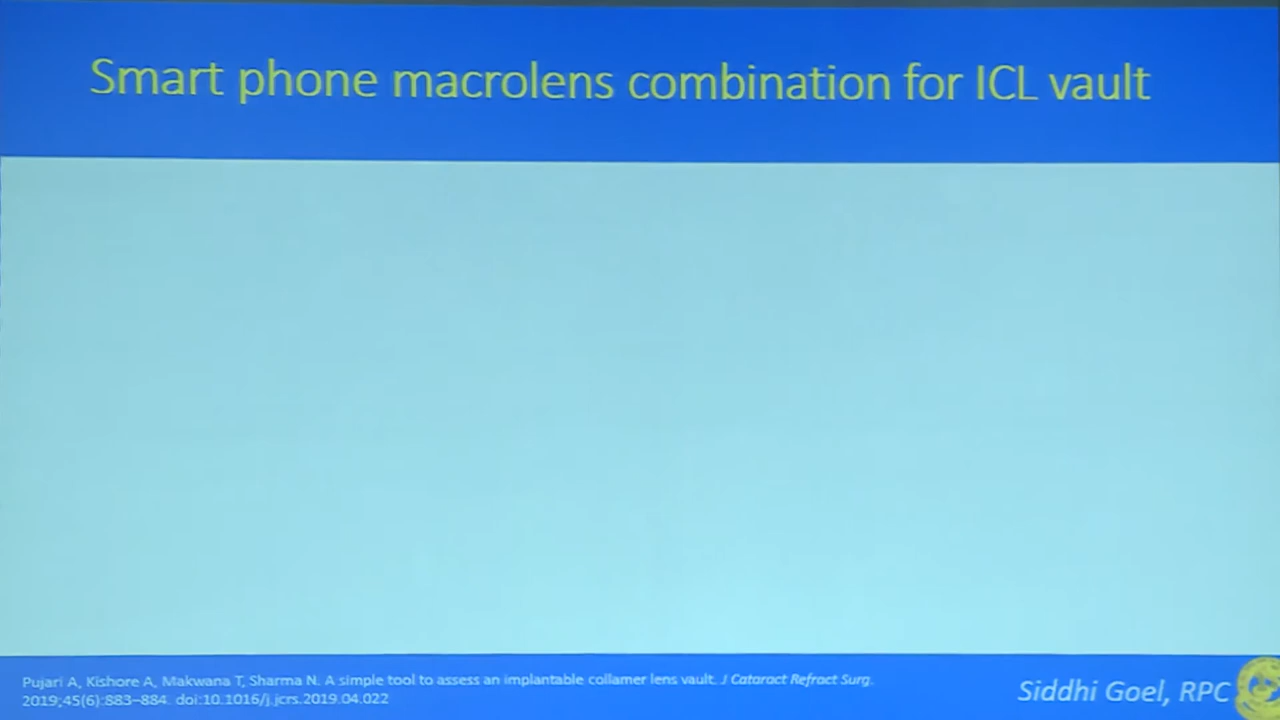 Smart phone macrolens combination for ICL vault
Pujari A, Kishore A, Makwana T, Sharma N. A simple tool to assess an implantable collamer lens vault. J Cataract Refract Surg.
2019;45(6):883–884. doi:10.1016/j.jcrs.2019.04.022
Siddhi Goel, RPC